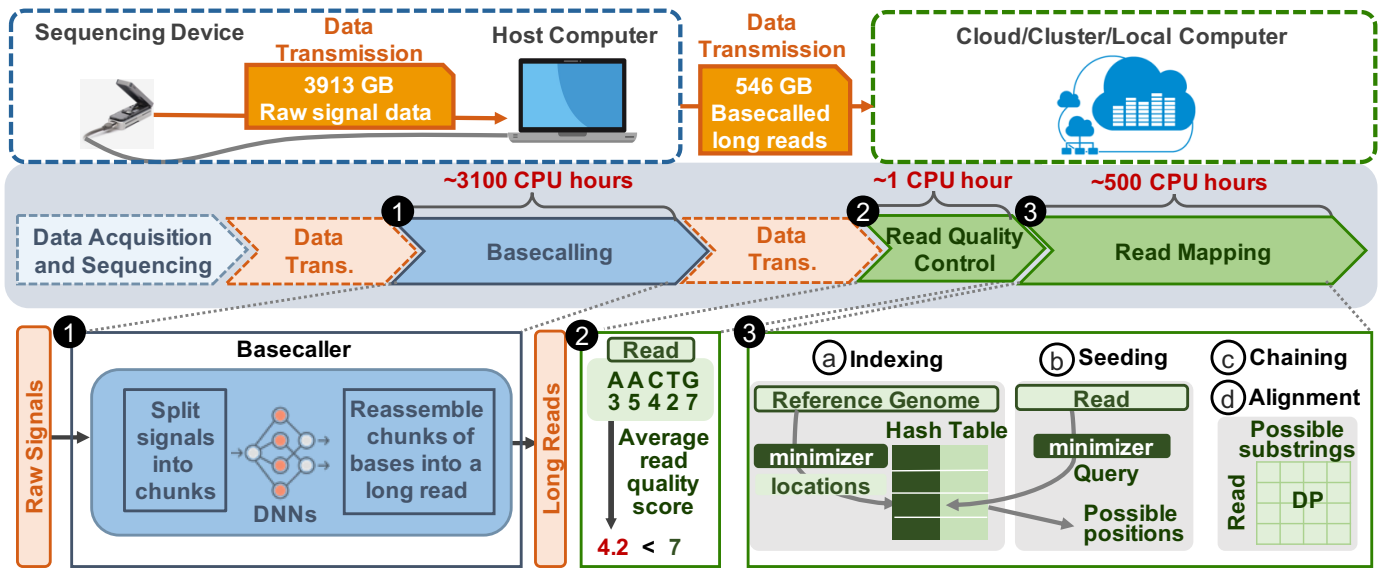 Sequencing Device
Data
Transmission
3913 GB
Raw signal data
Host Computer
Data
Transmission
546 GB
Basecalled
long reads
Cloud/Cluster/Local Computer
~3100 CPU hours
~1 CPU hour
~500 CPU hours
Data Acquisition
and Sequencing
Data
Trans.
1
Basecalling
Data
Trans.
2
Read Quality
Control
3
Read Mapping
Raw Signals
1
Basecaller
Split
signals
into
chunks
DNNs
Reassemble
chunks of
bases into a
long read
Long Reads
2
Read
A A C T G
3 5 4 2 7
Average
read
quality
score
4.2 < 7
3
a Indexing
Reference Genome
Hash Table
minimizer
locations
b Seeding
Read
minimizer
Query
Possible
positions
c Chaining
d Alignment
Possible
substrings
Read
DP